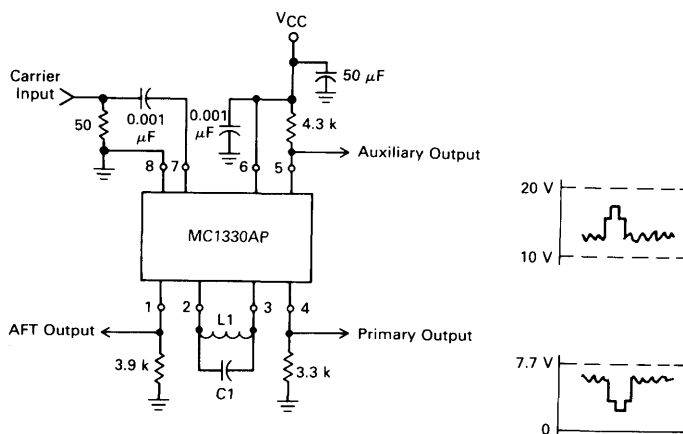 VCC
Carrier
Input
50 μF
0.001
μF
50
0.001
μF
4.3 k
Auxiliary Output
8
7
6
5
MC1330AP
1
2
3
4
L1
AFT Output
Primary Output
3.9 k
C1
3.3 k
20 V
10 V
7.7 V
0